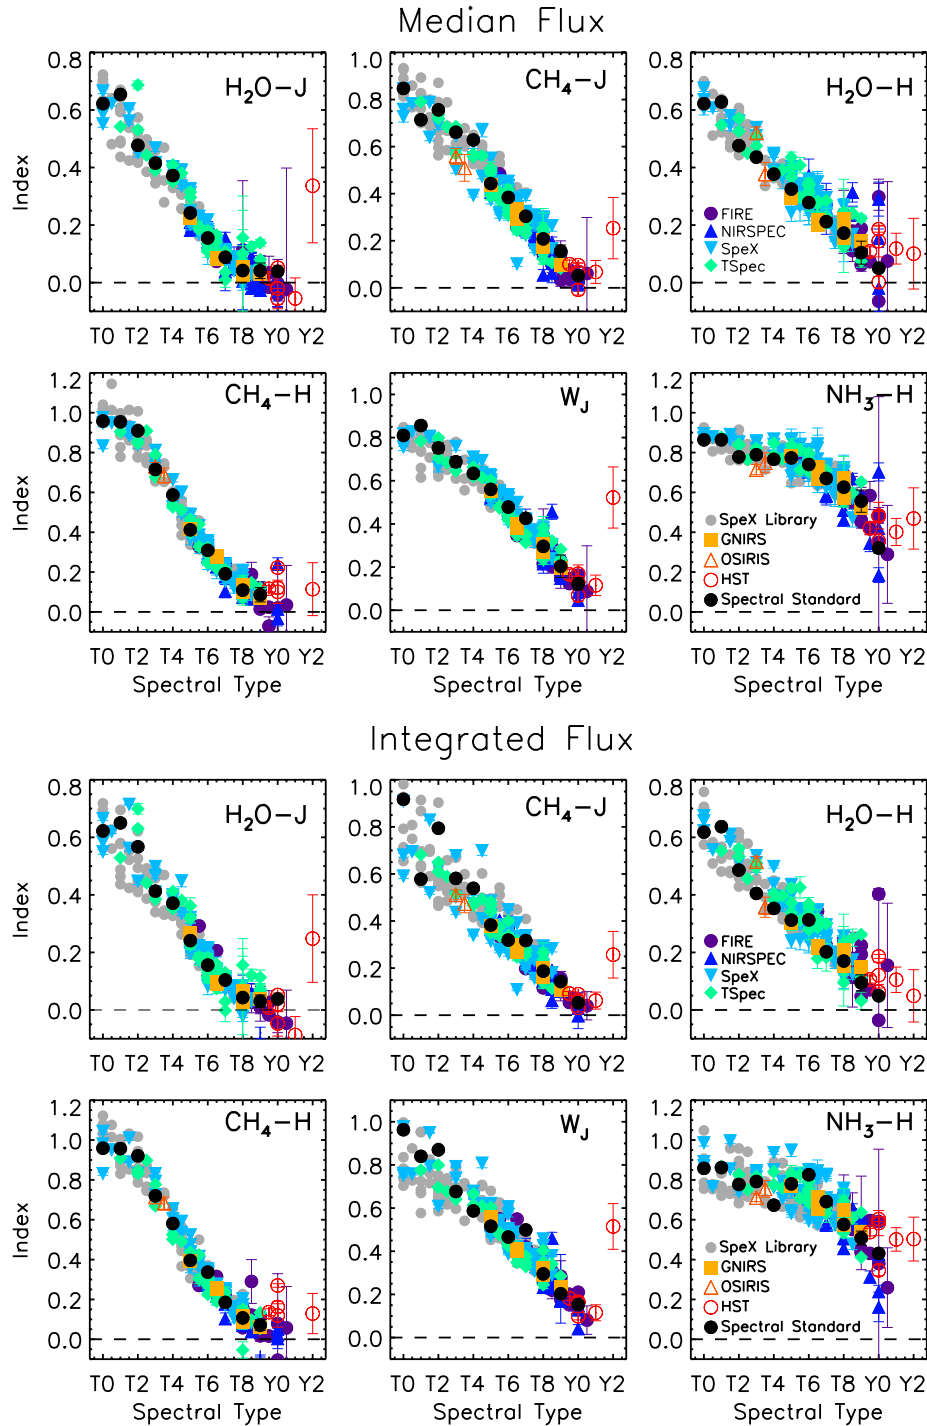 Median Flux
H₂O-J
CH₄-J
H₂O-H
Index
0.8
0.6
0.4
0.2
0.0
T0 T2 T4 T6 T8 Y0 Y2
1.0
0.8
0.6
0.4
0.2
0.0
T0 T2 T4 T6 T8 Y0 Y2
0.8
0.6
0.4
0.2
0.0
FIRE
NIRSPEC
SpeX
TSpec
T0 T2 T4 T6 T8 Y0 Y2
CH₄-H
W_J
NH₃-H
Index
1.2
1.0
0.8
0.6
0.4
0.2
0.0
T0 T2 T4 T6 T8 Y0 Y2
Spectral Type
1.0
0.8
0.6
0.4
0.2
0.0
T0 T2 T4 T6 T8 Y0 Y2
Spectral Type
1.2
1.0
0.8
0.6
0.4
0.2
0.0
SpeX Library
GNIRS
OSIRIS
HST
Spectral Standard
T0 T2 T4 T6 T8 Y0 Y2
Spectral Type
Integrated Flux
H₂O-J
CH₄-J
H₂O-H
Index
0.8
0.6
0.4
0.2
0.0
T0 T2 T4 T6 T8 Y0 Y2
1.0
0.8
0.6
0.4
0.2
0.0
T0 T2 T4 T6 T8 Y0 Y2
0.8
0.6
0.4
0.2
0.0
FIRE
NIRSPEC
SpeX
TSpec
T0 T2 T4 T6 T8 Y0 Y2
CH₄-H
W_J
NH₃-H
Index
1.2
1.0
0.8
0.6
0.4
0.2
0.0
T0 T2 T4 T6 T8 Y0 Y2
Spectral Type
1.0
0.8
0.6
0.4
0.2
0.0
T0 T2 T4 T6 T8 Y0 Y2
Spectral Type
1.2
1.0
0.8
0.6
0.4
0.2
0.0
SpeX Library
GNIRS
OSIRIS
HST
Spectral Standard
T0 T2 T4 T6 T8 Y0 Y2
Spectral Type